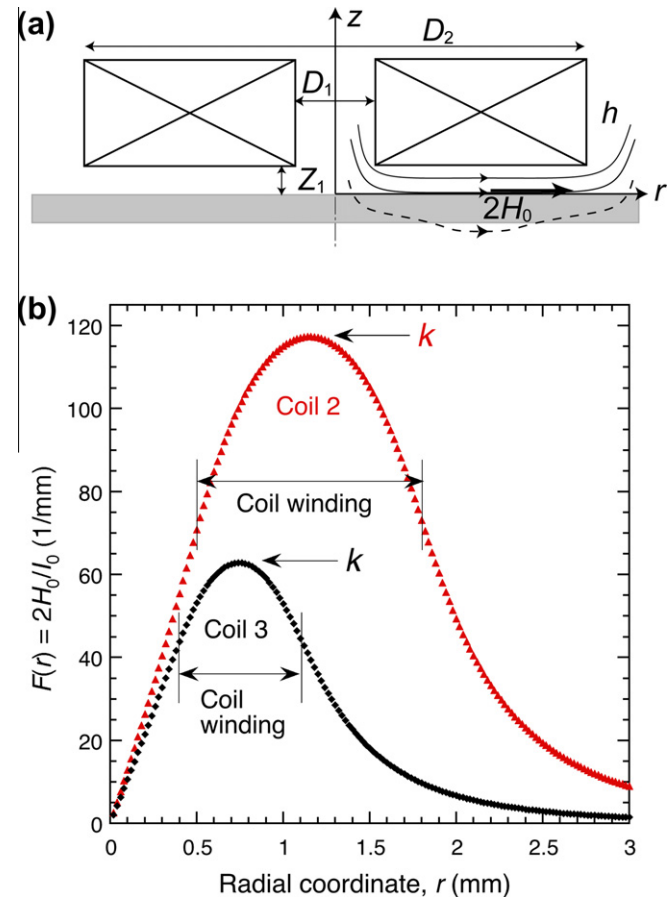 (a)
z
D₂
D₁
h
Z₁
r
2H₀
(b)
120
100
80
60
40
20
0
F(r) = 2H₀/I₀ (1/mm)
k
Coil 2
Coil winding
k
Coil 3
Coil
winding
0 0.5 1 1.5 2 2.5 3
Radial coordinate, r (mm)